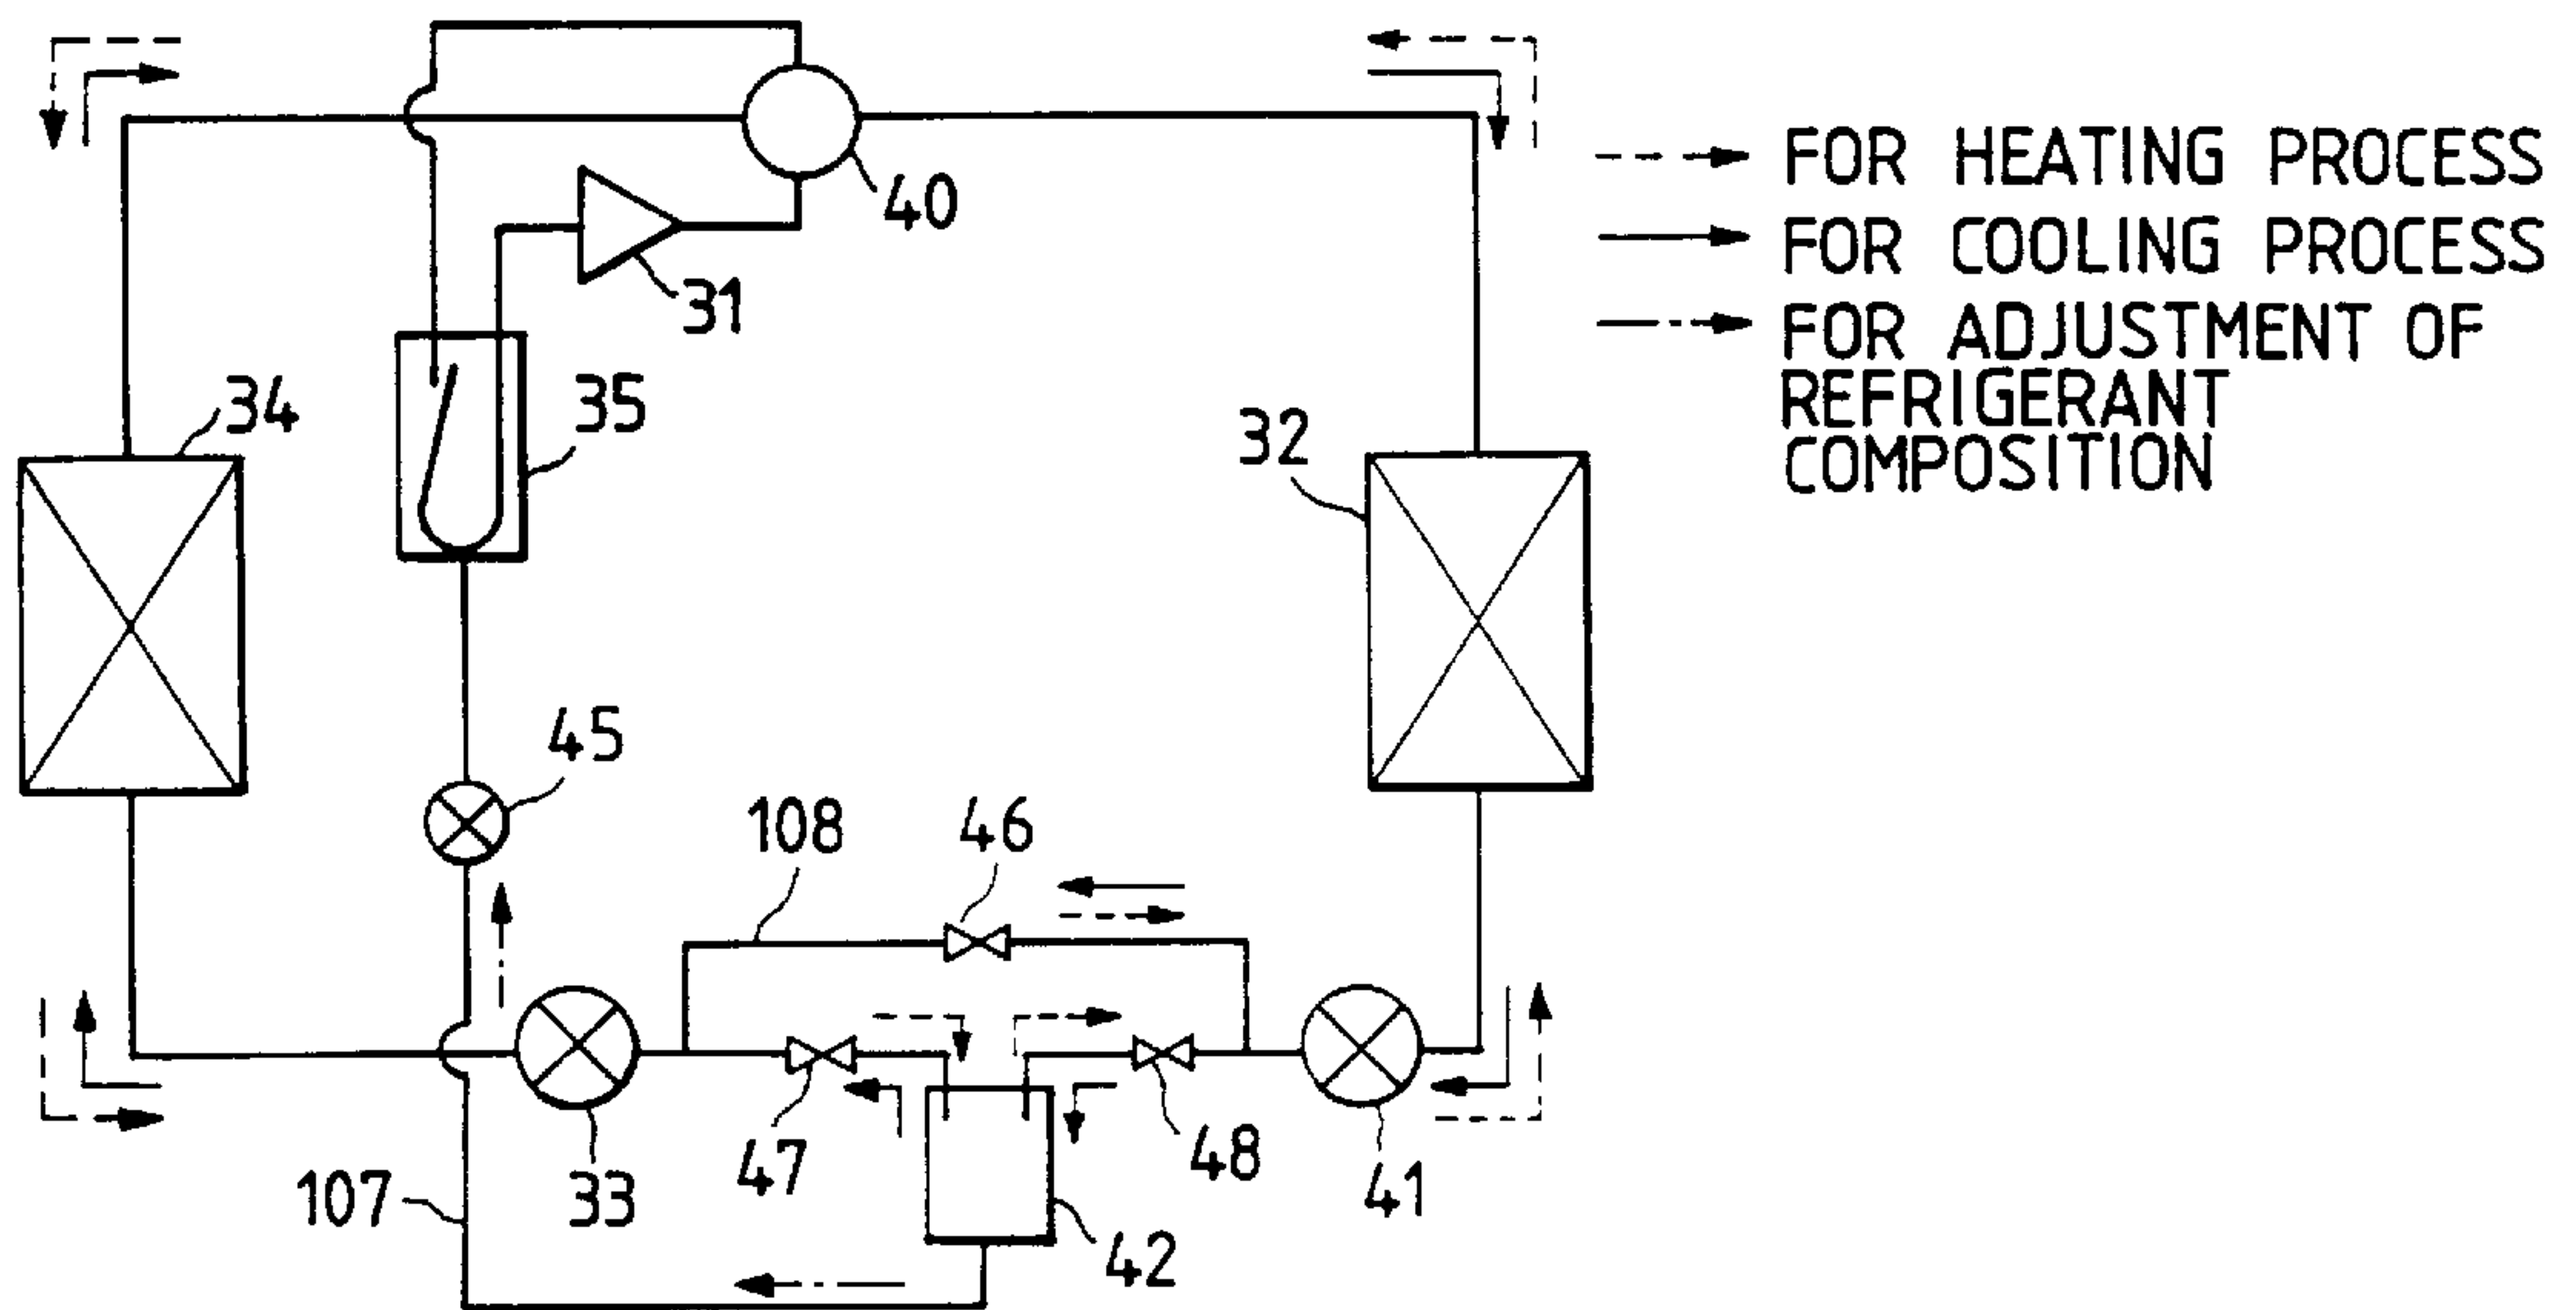 40
FOR HEATING PROCESS
FOR COOLING PROCESS
31
FOR ADJUSTMENT OF
REFRIGERANT
COMPOSITION
34
35
32
45
108
46
47
48
107
33
41
42